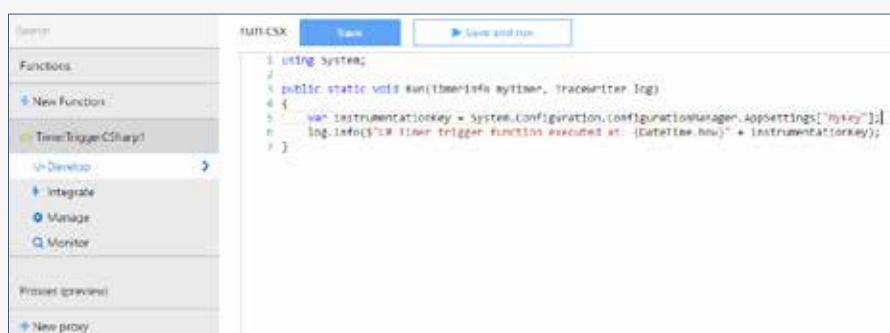 Search
run.csx Save Save and run
Functions
New Function
TimerTriggerCSharp1
Develop
Integrate
Manage
Monitor
Proxies (preview)
New proxy
1 using System;
2
3 public static void Run(TimerInfo myTimer, TraceWriter log)
4 {
5 var instrumentationKey = System.Configuration.ConfigurationManager.AppSettings["MyKey"];
6 log.Info($"C# Timer trigger function executed at: {DateTime.Now}" + instrumentationKey);
7 }